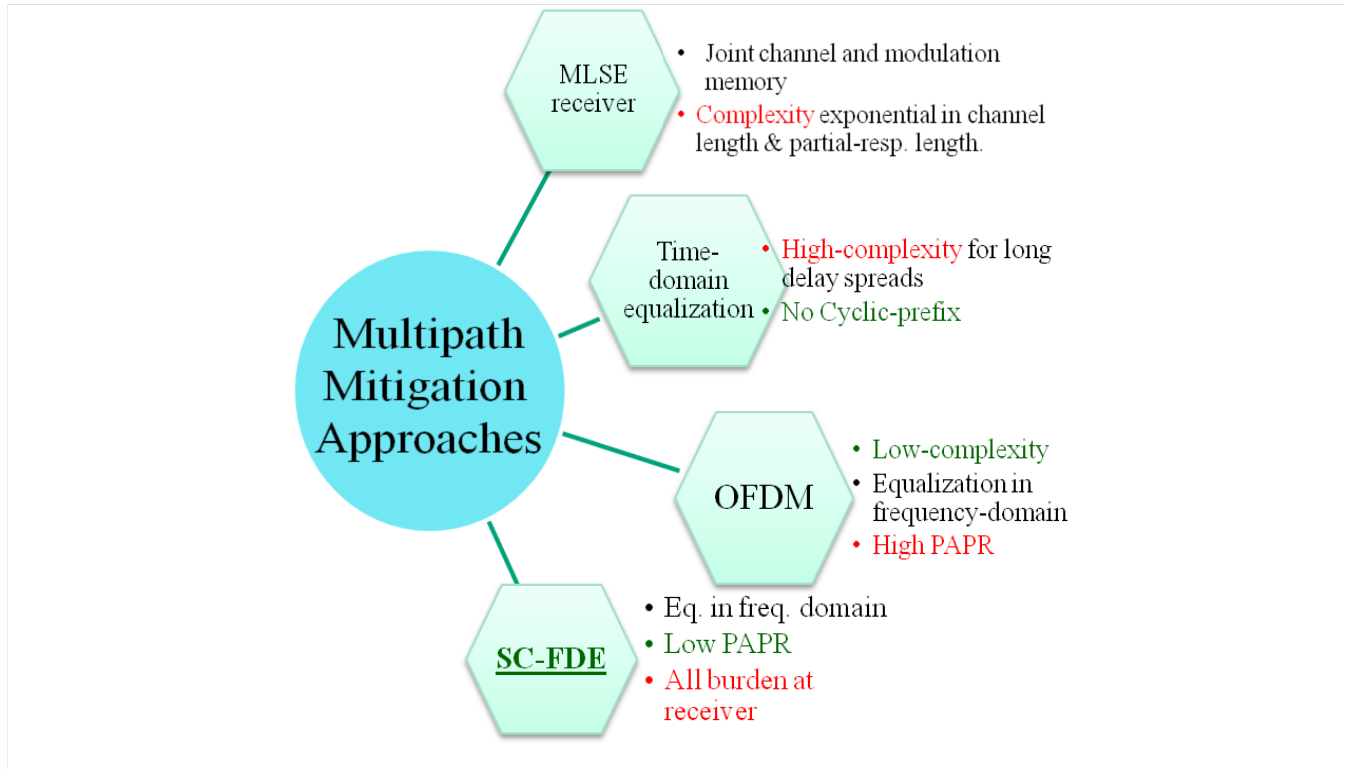 MLSE
receiver
• Joint channel and modulation
memory
• Complexity exponential in channel
length & partial-resp. length.
Time-
domain
equalization
• High-complexity for long
delay spreads
• No Cyclic-prefix
Multipath
Mitigation
Approaches
OFDM
• Low-complexity
• Equalization in
frequency-domain
• High PAPR
SC-FDE
• Eq. in freq. domain
• Low PAPR
• All burden at
receiver